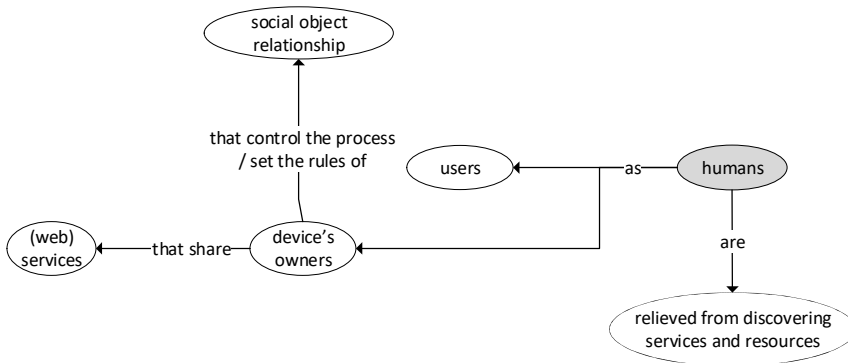 social object
relationship
that control the process
/ set the rules of
users
as
humans
(web)
services
that share
device’s
owners
are
relieved from discovering
services and resources